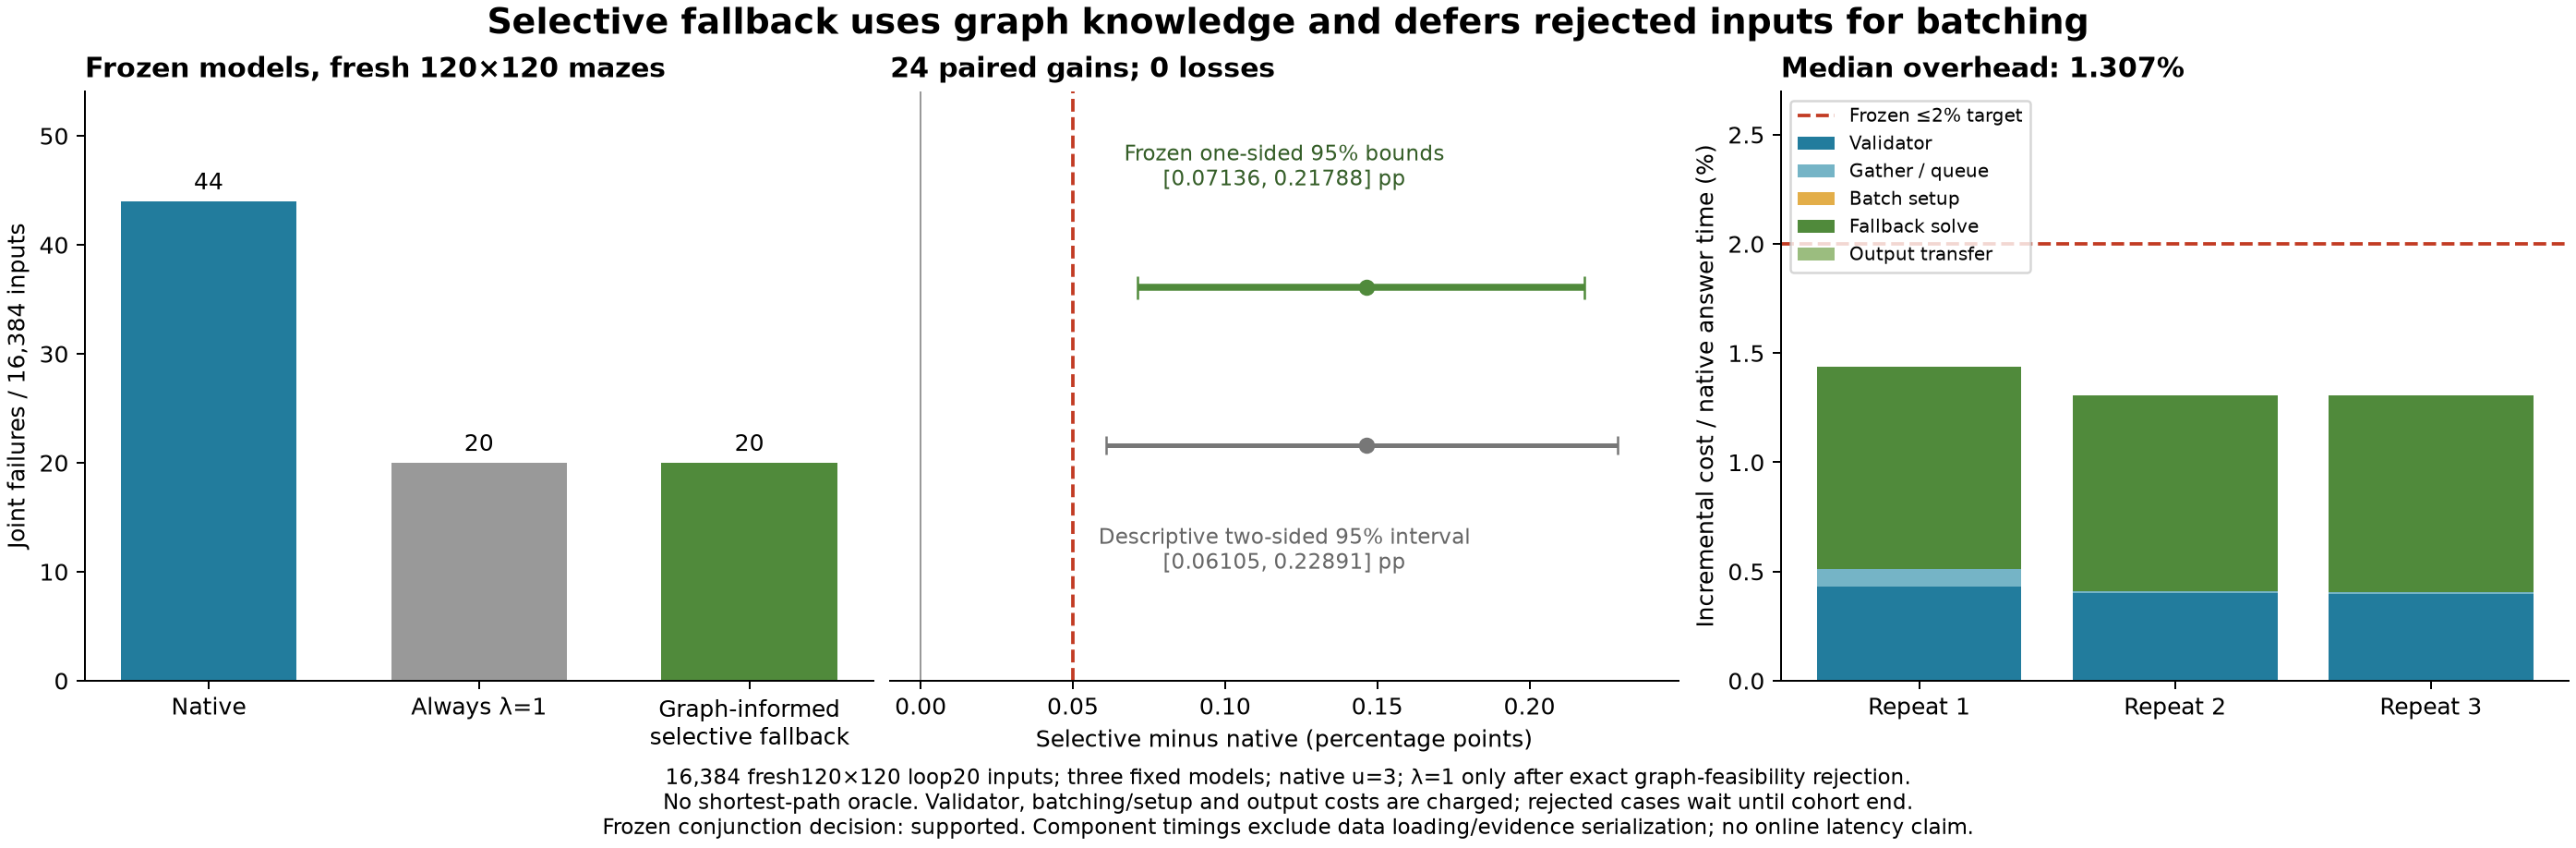 Selective fallback uses graph knowledge and defers rejected inputs for batching
Frozen models, fresh 120×120 mazes
Joint failures / 16,384 inputs
50
40
30
20
10
0
44
20
20
Native
Always λ=1
Graph-informed
selective fallback
24 paired gains; 0 losses
Frozen one-sided 95% bounds
[0.07136, 0.21788] pp
Descriptive two-sided 95% interval
[0.06105, 0.22891] pp
0.00
0.05
0.10
0.15
0.20
Selective minus native (percentage points)
Median overhead: 1.307%
Incremental cost / native answer time (%)
2.5
2.0
1.5
1.0
0.5
0.0
Frozen ≤2% target
Validator
Gather / queue
Batch setup
Fallback solve
Output transfer
Repeat 1
Repeat 2
Repeat 3
16,384 fresh120×120 loop20 inputs; three fixed models; native u=3; λ=1 only after exact graph-feasibility rejection.
No shortest-path oracle. Validator, batching/setup and output costs are charged; rejected cases wait until cohort end.
Frozen conjunction decision: supported. Component timings exclude data loading/evidence serialization; no online latency claim.